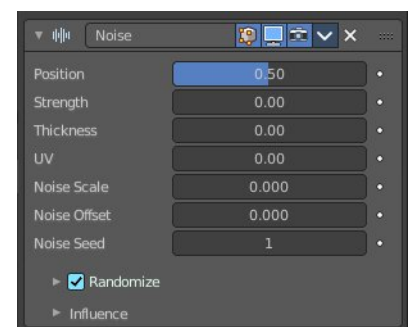 Noise
Position 0.50
Strength 0.00
Thickness 0.00
UV 0.00
Noise Scale 0.000
Noise Offset 0.000
Noise Seed 1
Randomize
Influence